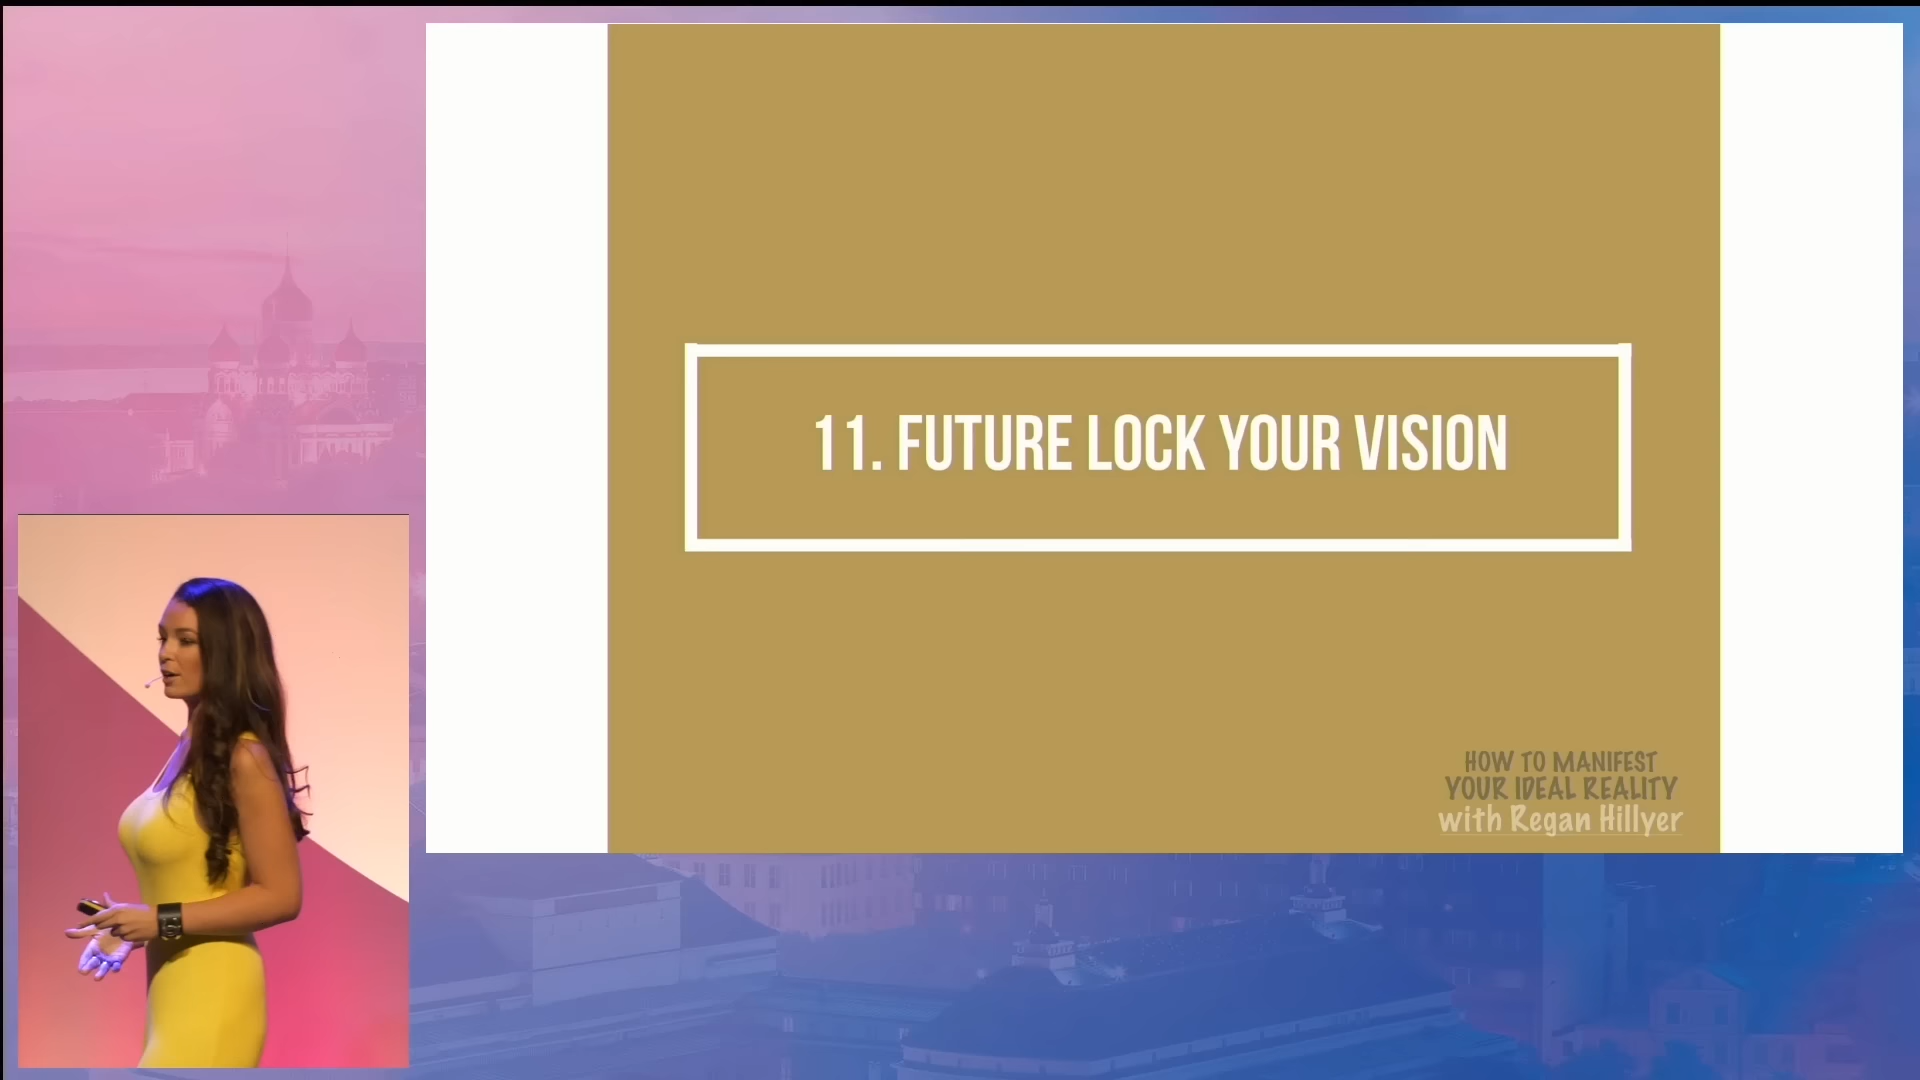 11. FUTURE LOCK YOUR VISION
HOW TO MANIFEST
YOUR IDEAL REALITY
with Regan Hillyer